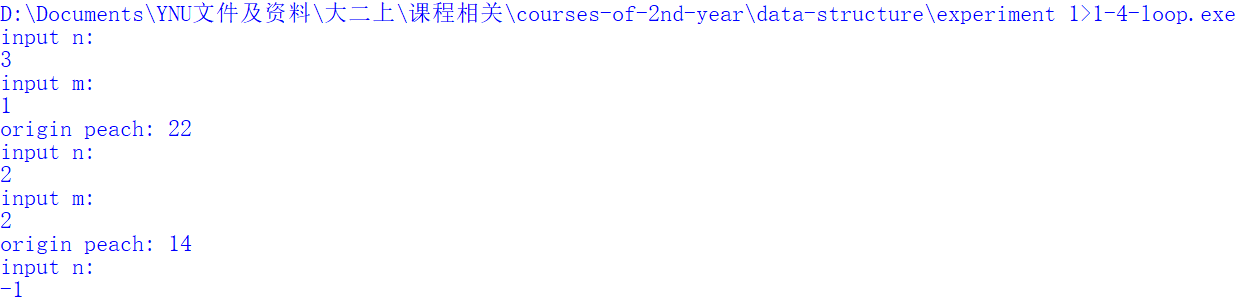 D:\Documents\YNU文件及资料\大二上\课程相关\courses-of-2nd-year\data-structure\experiment 1>1-4-loop.exe
input n:
3
input m:
1
origin peach: 22
input n:
2
input m:
2
origin peach: 14
input n:
-1